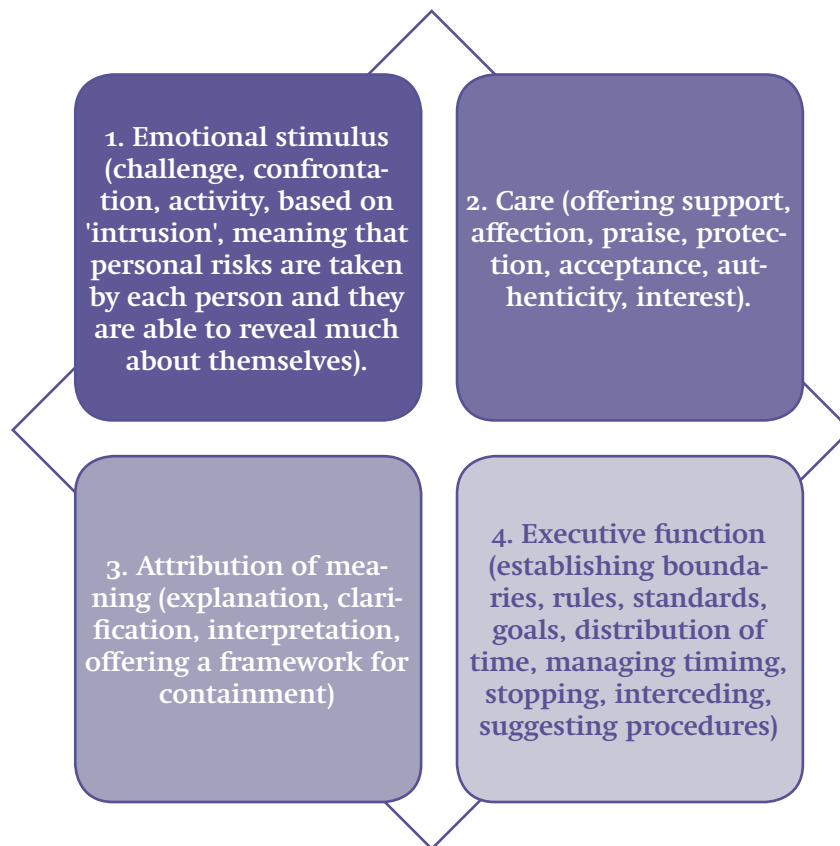 1. Emotional stimulus
(challenge, confronta-
tion, activity, based on
'intrusion', meaning that
personal risks are taken
by each person and they
are able to reveal much
about themselves).
2. Care (offering support,
affection, praise, protec-
tion, acceptance, aut-
henticity, interest).
3. Attribution of mea-
ning (explanation, clari-
fication, interpretation,
offering a framework for
containment)
4. Executive function
(establishing bounda-
ries, rules, standards,
goals, distribution of
time, managing timimg,
stopping, interceding,
suggesting procedures)